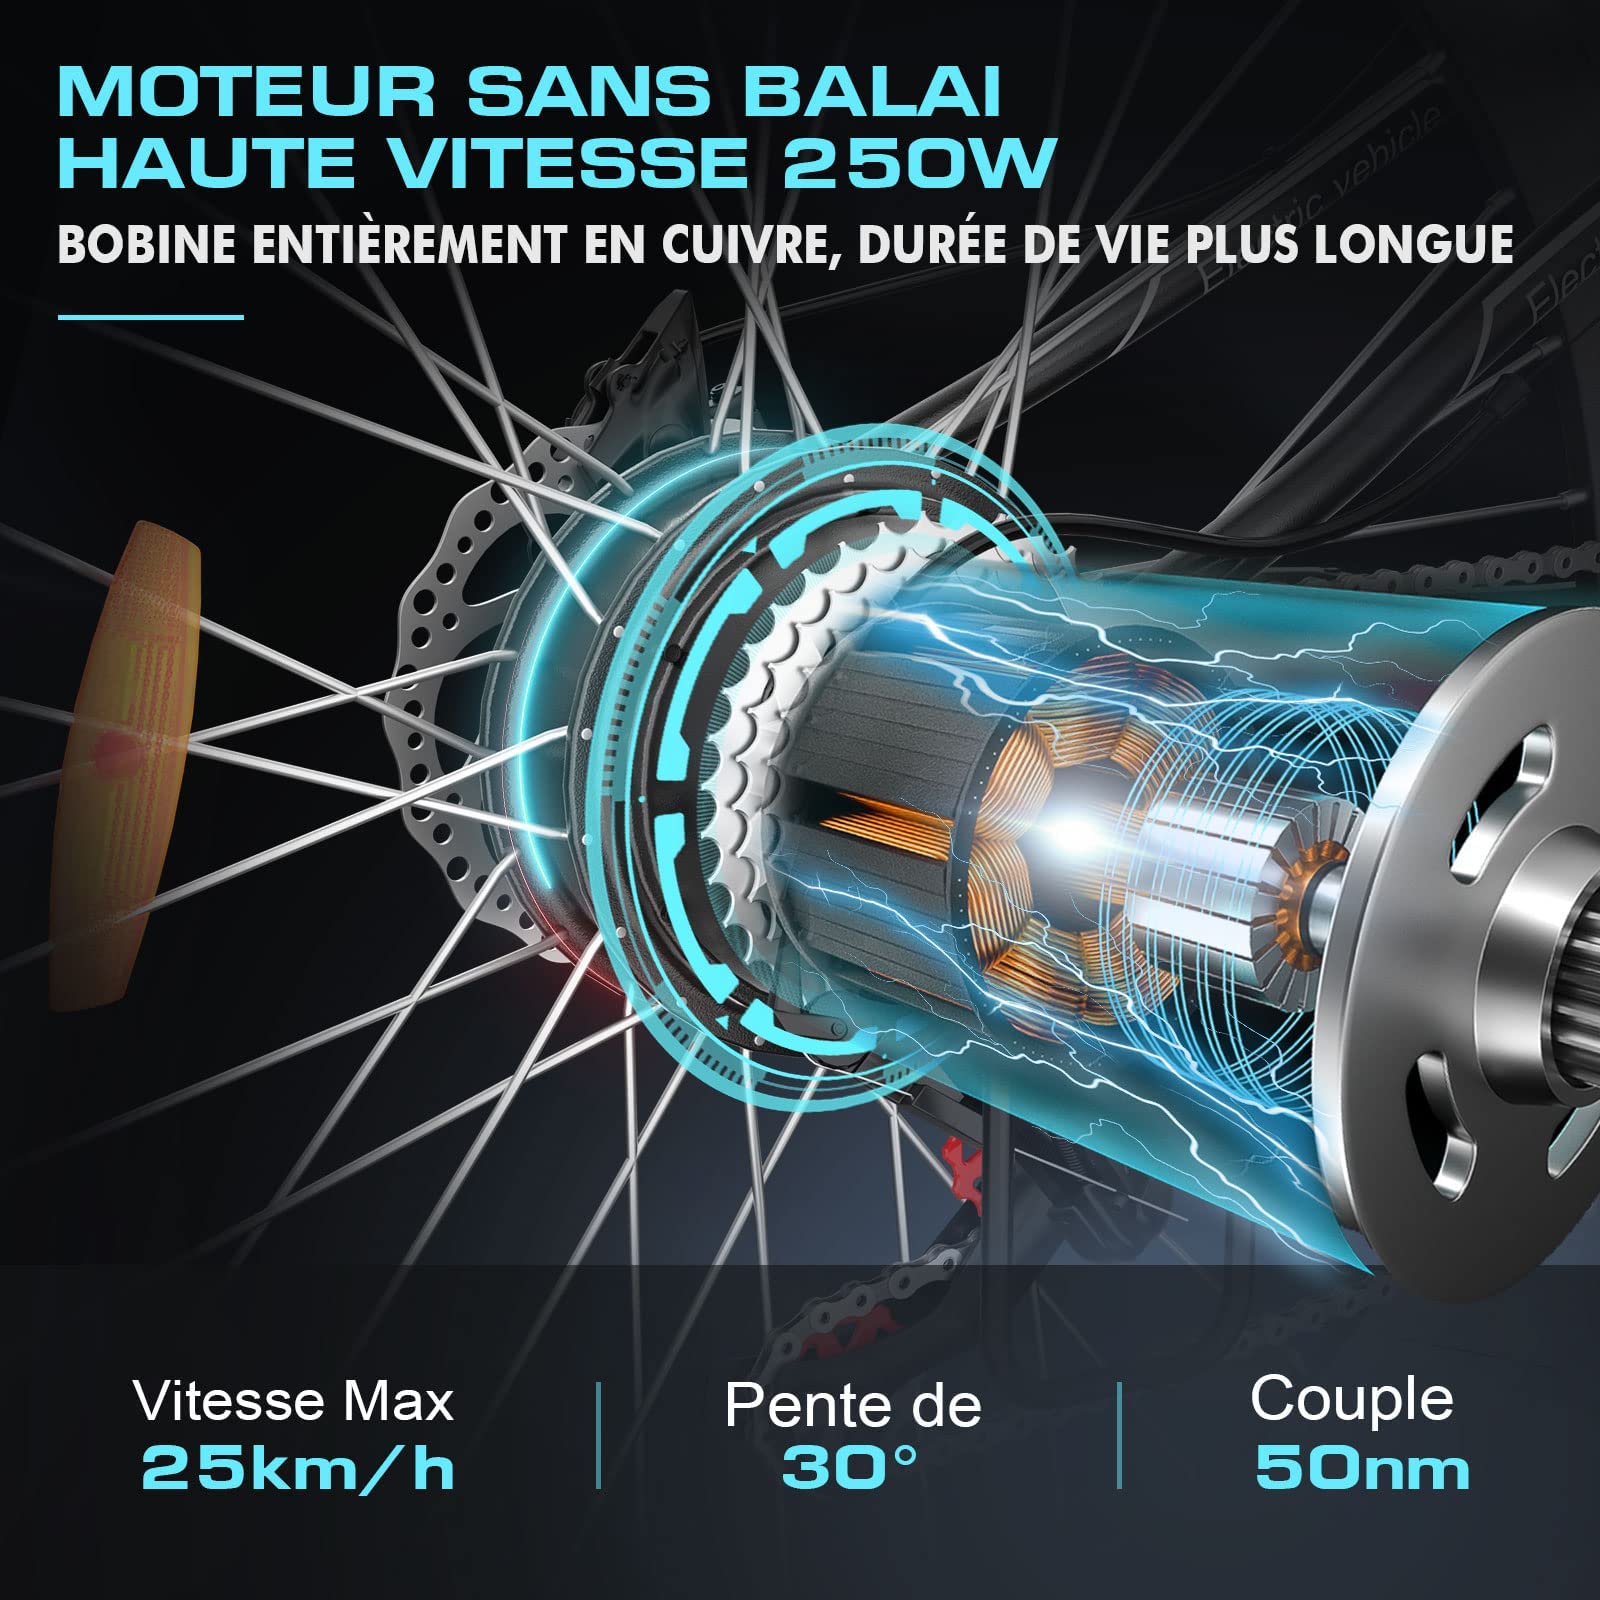 MOTEUR SANS BALAI
HAUTE VITESSE 250W
BOBINE ENTIÈREMENT EN CUIVRE, DURÉE DE VIE PLUS LONGUE
Electric vehicle
Elect
Vitesse Max
25km/h
Pente de
30°
Couple
50nm